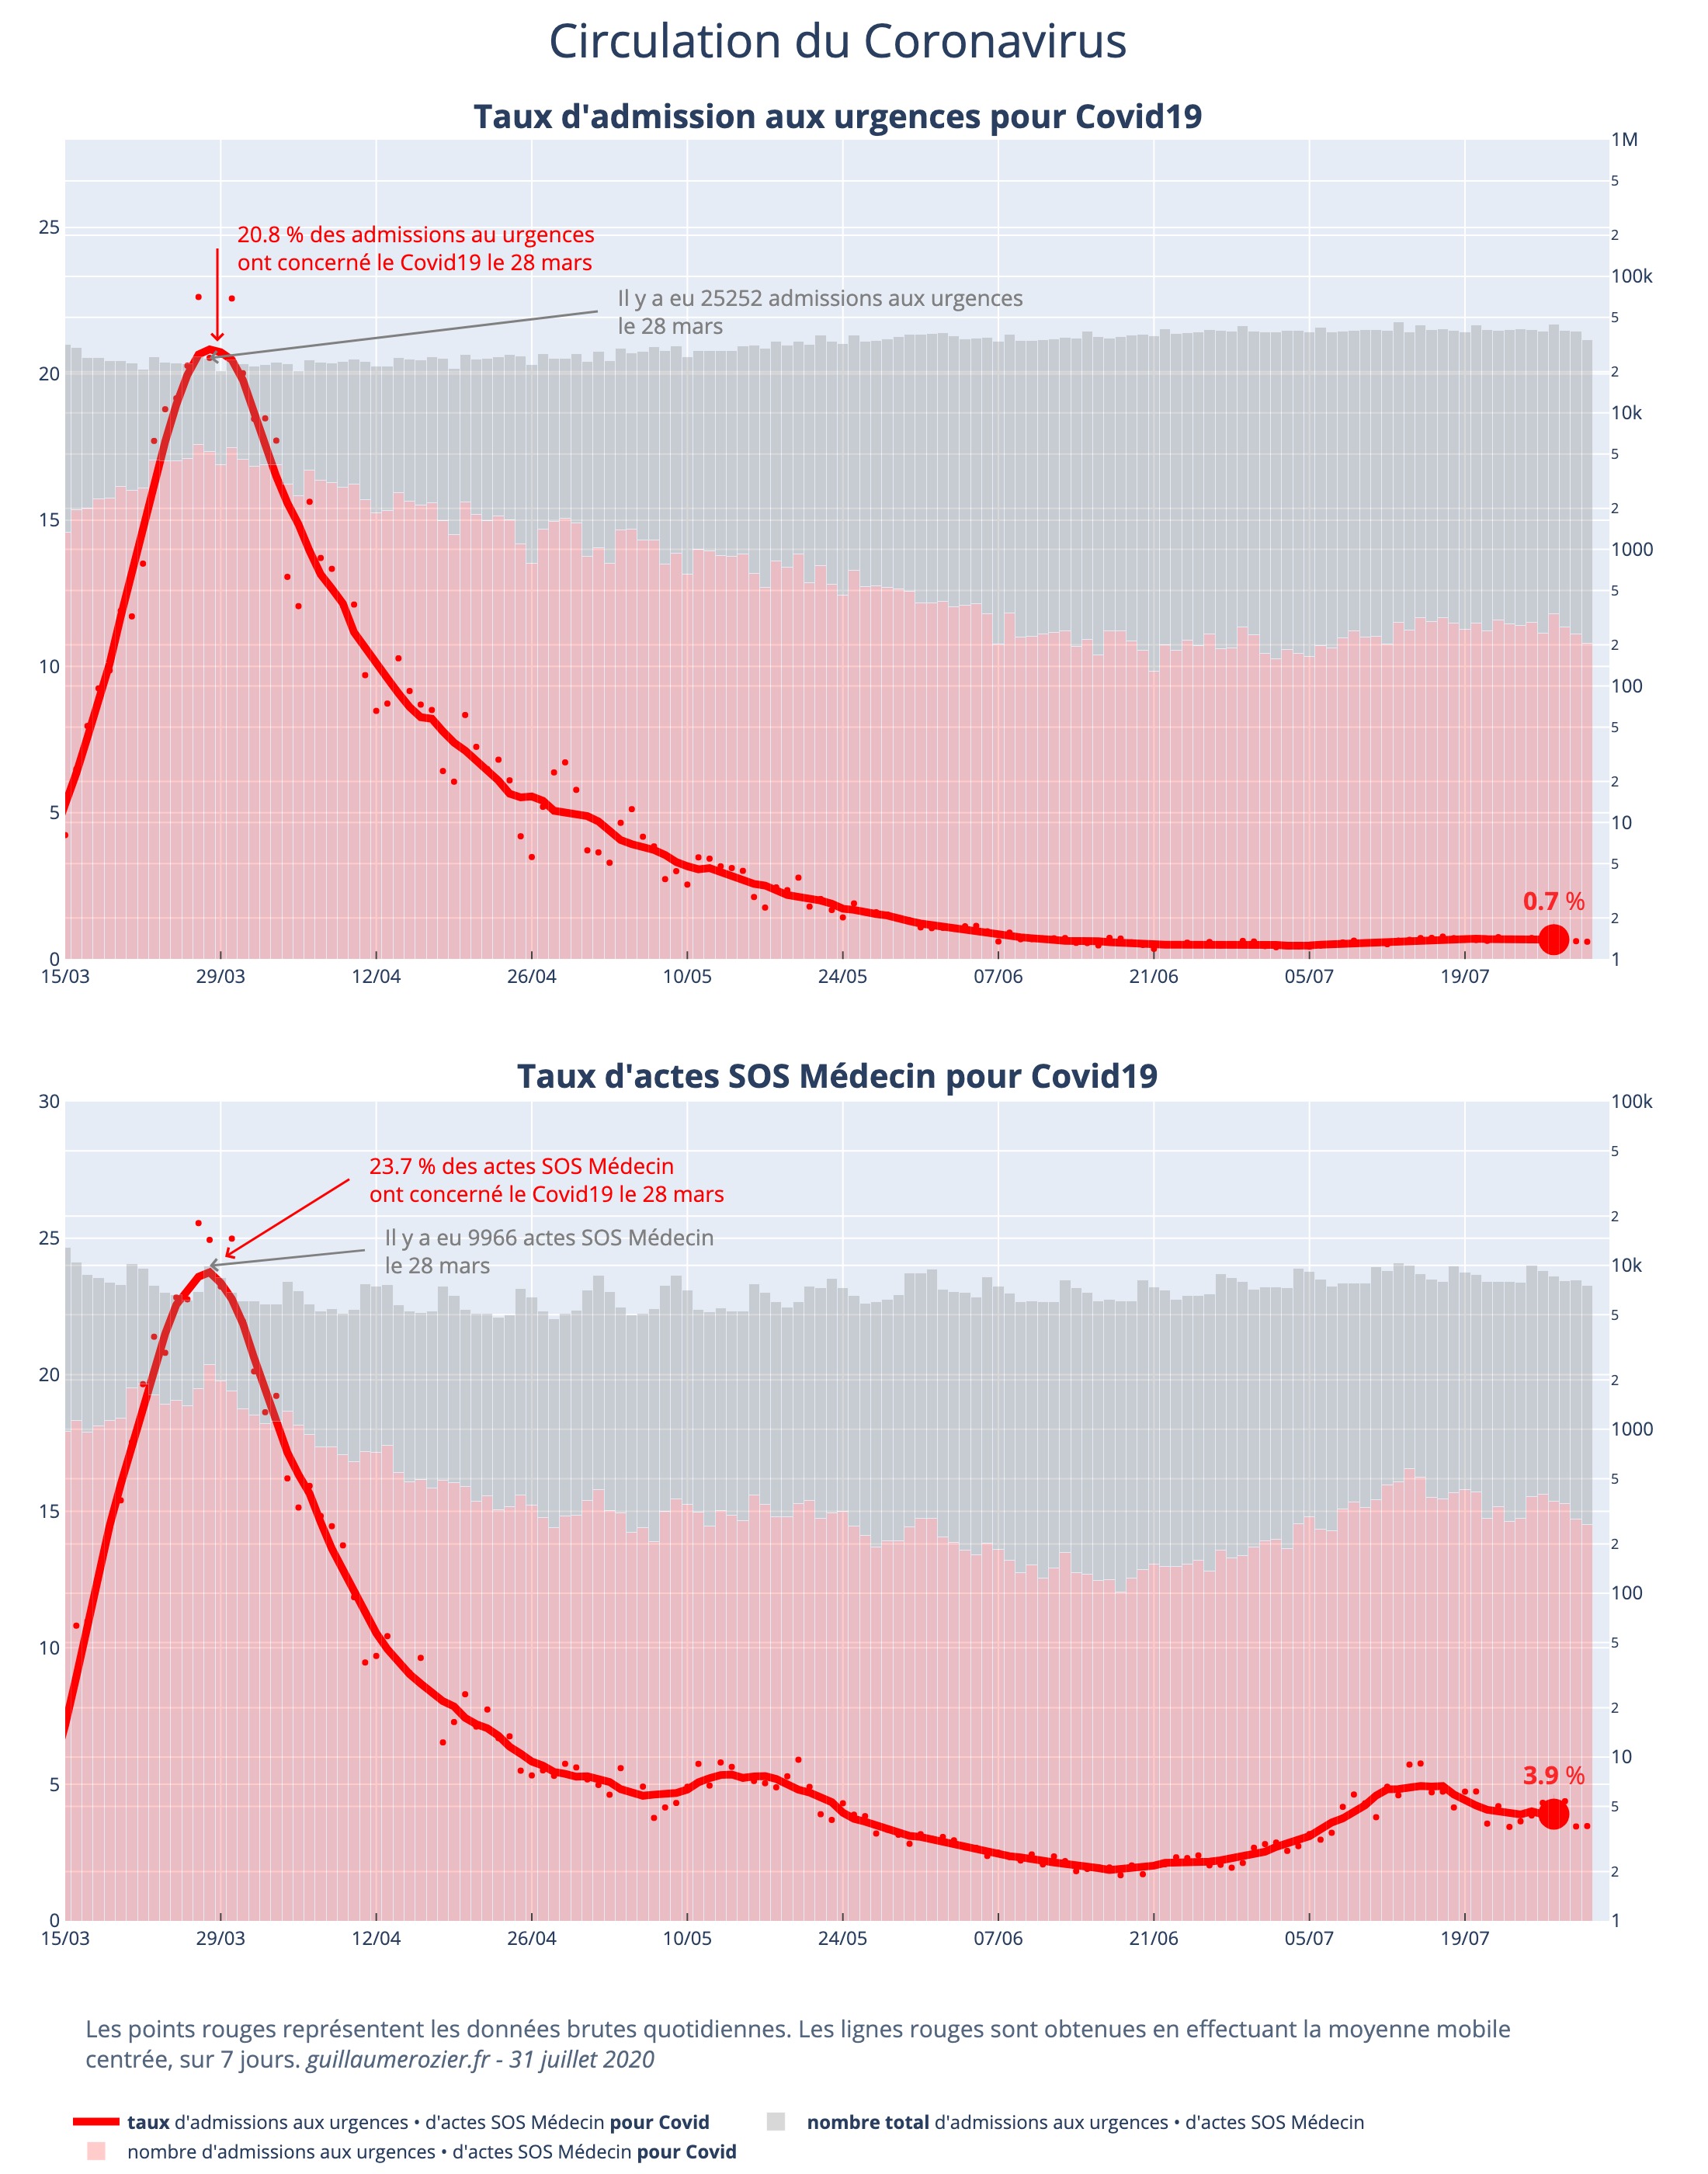 Circulation du Coronavirus
Taux d'admission aux urgences pour Covid19
1M
5
25
2
20.8 % des admissions au urgences
ont concerné le Covid19 le 28 mars
100k
Il y a eu 25252 admissions aux urgences
le 28 mars
5
20
2
10k
5
15
2
1000
5
10
2
100
5
5
2
10
5
0.7 %
2
0
1
15/03 29/03 12/04 26/04 10/05 24/05 07/06 21/06 05/07 19/07
Taux d'actes SOS Médecin pour Covid19
30
100k
5
23.7 % des actes SOS Médecin
ont concerné le Covid19 le 28 mars
25
2
Il y a eu 9966 actes SOS Médecin
le 28 mars
10k
5
20
2
1000
5
15
2
100
10
5
2
10
5
3.9 %
5
2
0
1
15/03 29/03 12/04 26/04 10/05 24/05 07/06 21/06 05/07 19/07
Les points rouges représentent les données brutes quotidiennes. Les lignes rouges sont obtenues en effectuant la moyenne mobile
centrée, sur 7 jours. guillaumerozier.fr - 31 juillet 2020
taux d'admissions aux urgences • d'actes SOS Médecin pour Covid
nombre total d'admissions aux urgences • d'actes SOS Médecin
nombre d'admissions aux urgences • d'actes SOS Médecin pour Covid